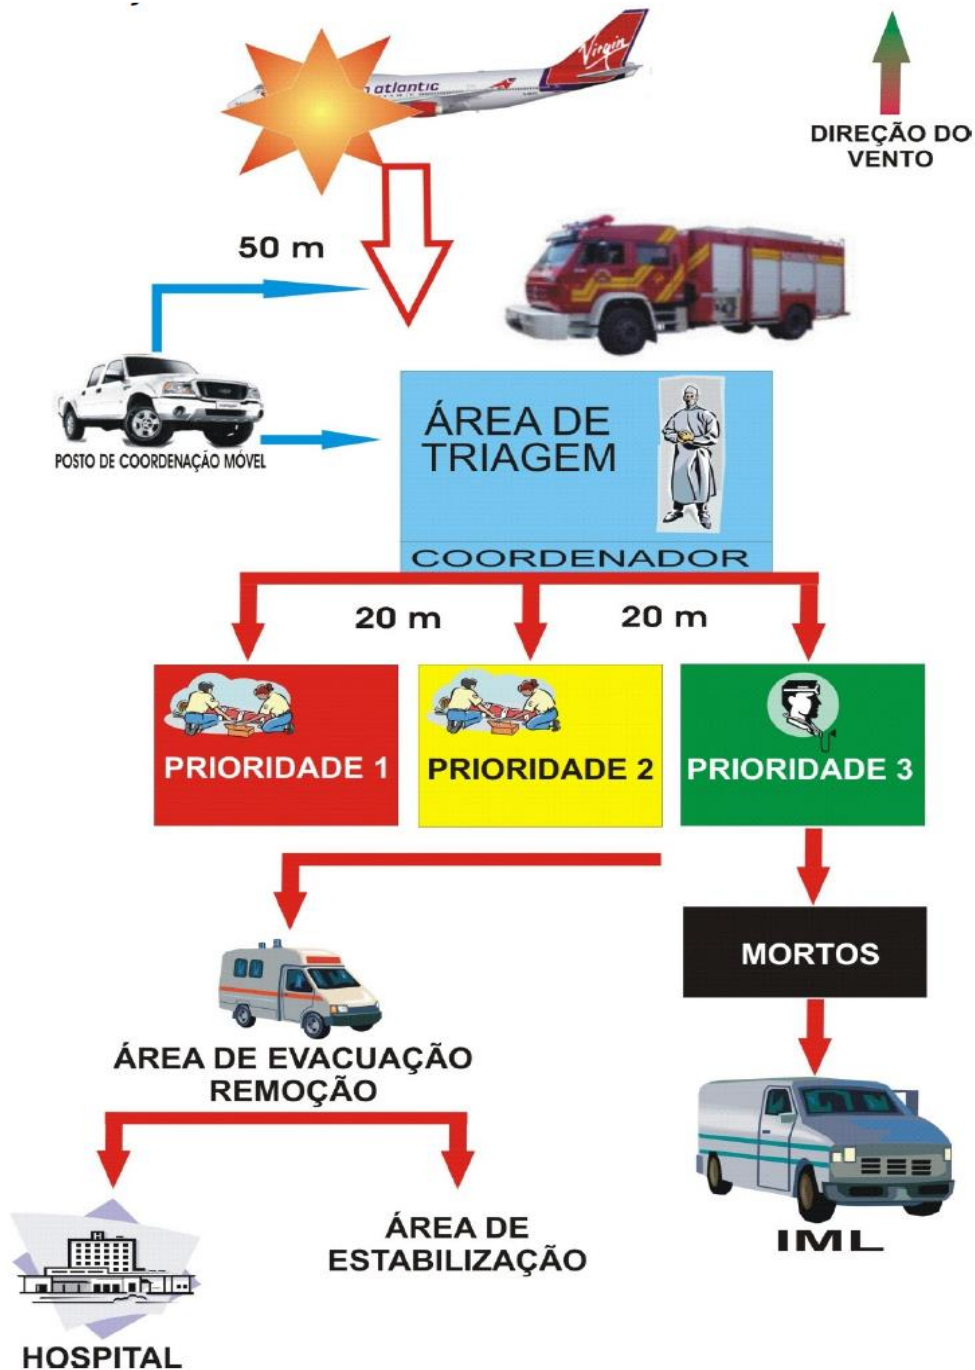 Virgin
atlantic
DIREÇÃO DO
VENTO
50 m
POSTO DE COORDENAÇÃO MÓVEL
ÁREA DE
TRIAGEM
COORDENADOR
20 m
20 m
PRIORIDADE 1
PRIORIDADE 2
PRIORIDADE 3
MORTOS
ÁREA DE EVACUAÇÃO
REMOÇÃO
ÁREA DE
ESTABILIZAÇÃO
IML
H
HOSPITAL